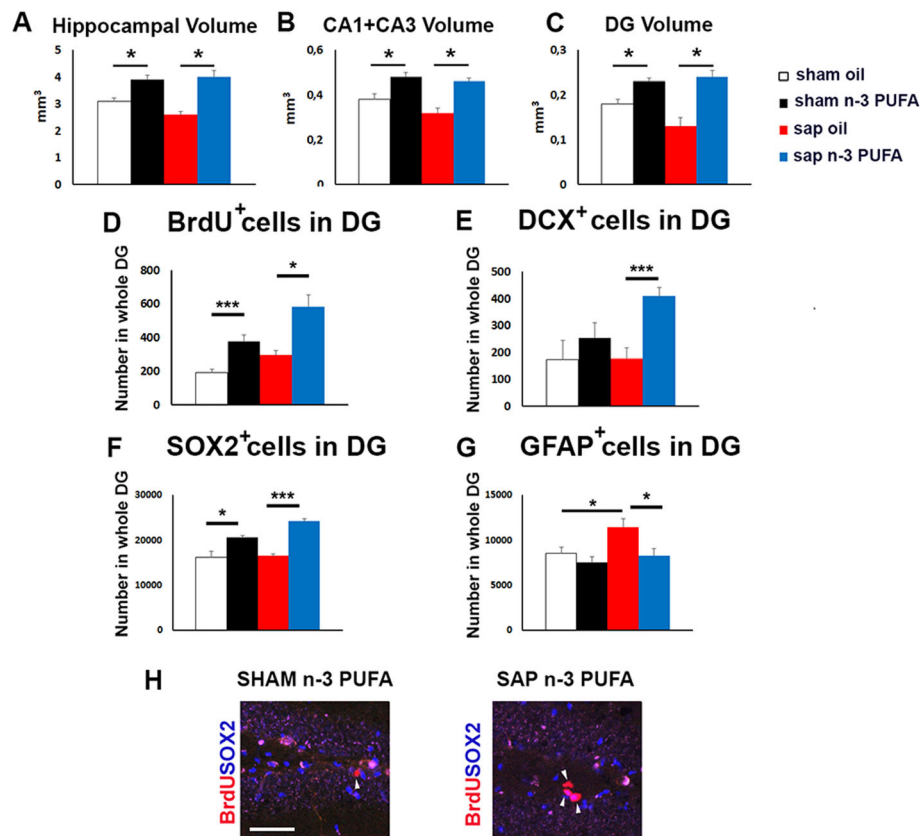 A Hippocampal Volume
5
4
3
2
1
0
mm³
*
*
B CA1+CA3 Volume
0,6
0,4
0,2
0
mm³
*
*
C DG Volume
0,3
0,2
0,1
0
mm³
*
*
sham oil
sham n-3 PUFA
sap oil
sap n-3 PUFA
D BrdU⁺cells in DG
Number in whole DG
800
600
400
200
0
***
*
E DCX⁺ cells in DG
Number in whole DG
500
400
300
200
100
0
***
F SOX2⁺cells in DG
Number in whole DG
30000
20000
10000
0
*
***
G GFAP⁺cells in DG
Number in whole DG
15000
10000
5000
0
*
*
H SHAM n-3 PUFA
BrdUSOX2
SAP n-3 PUFA
BrdUSOX2